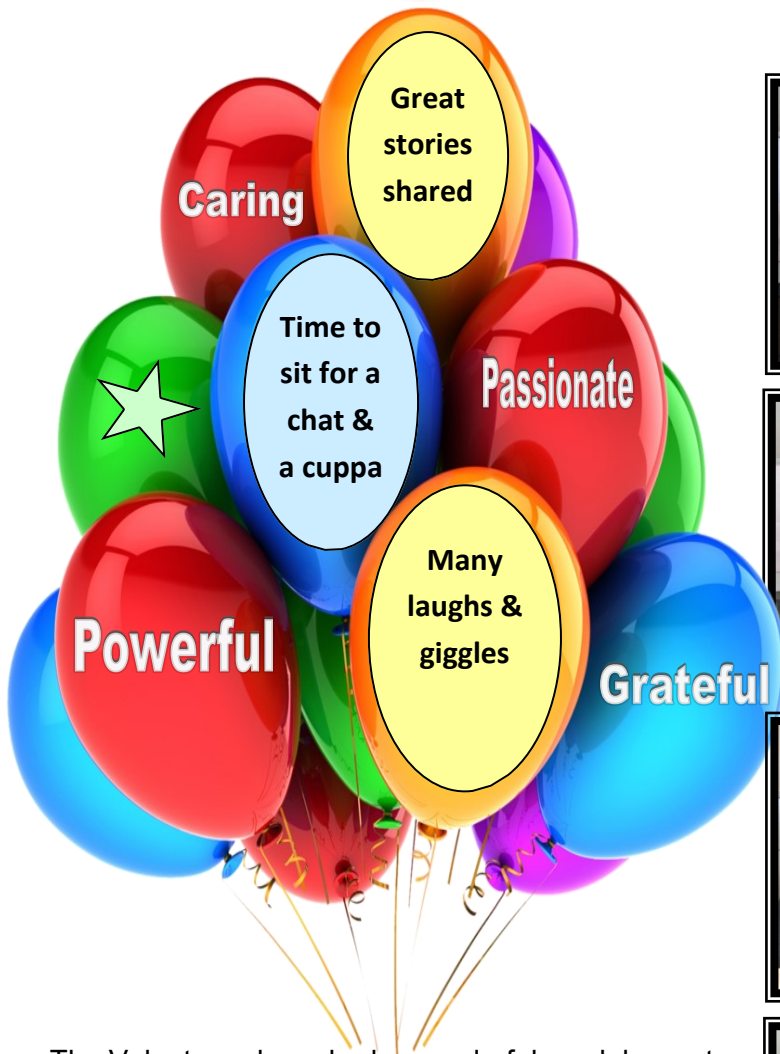 Great
stories
shared
Caring
Time to
sit for a
chat &
a cuppa
Passionate
Many
laughs &
giggles
Powerful
Grateful